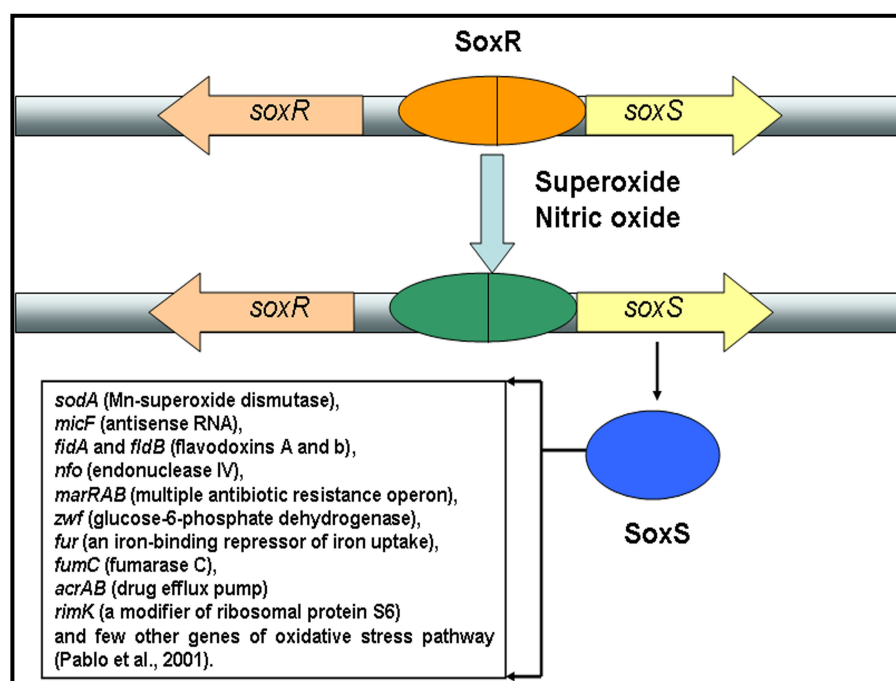 SoxR
soxR
soxS
Superoxide
Nitric oxide
soxR
soxS
sodA (Mn-superoxide dismutase),
micF (antisense RNA),
fidA and fldB (flavodoxins A and b),
nfo (endonuclease IV),
marRAB (multiple antibiotic resistance operon),
zwf (glucose-6-phosphate dehydrogenase),
fur (an iron-binding repressor of iron uptake),
fumC (fumarase C),
acrAB (drug efflux pump)
rimK (a modifier of ribosomal protein S6)
and few other genes of oxidative stress pathway
(Pablo et al., 2001).
SoxS